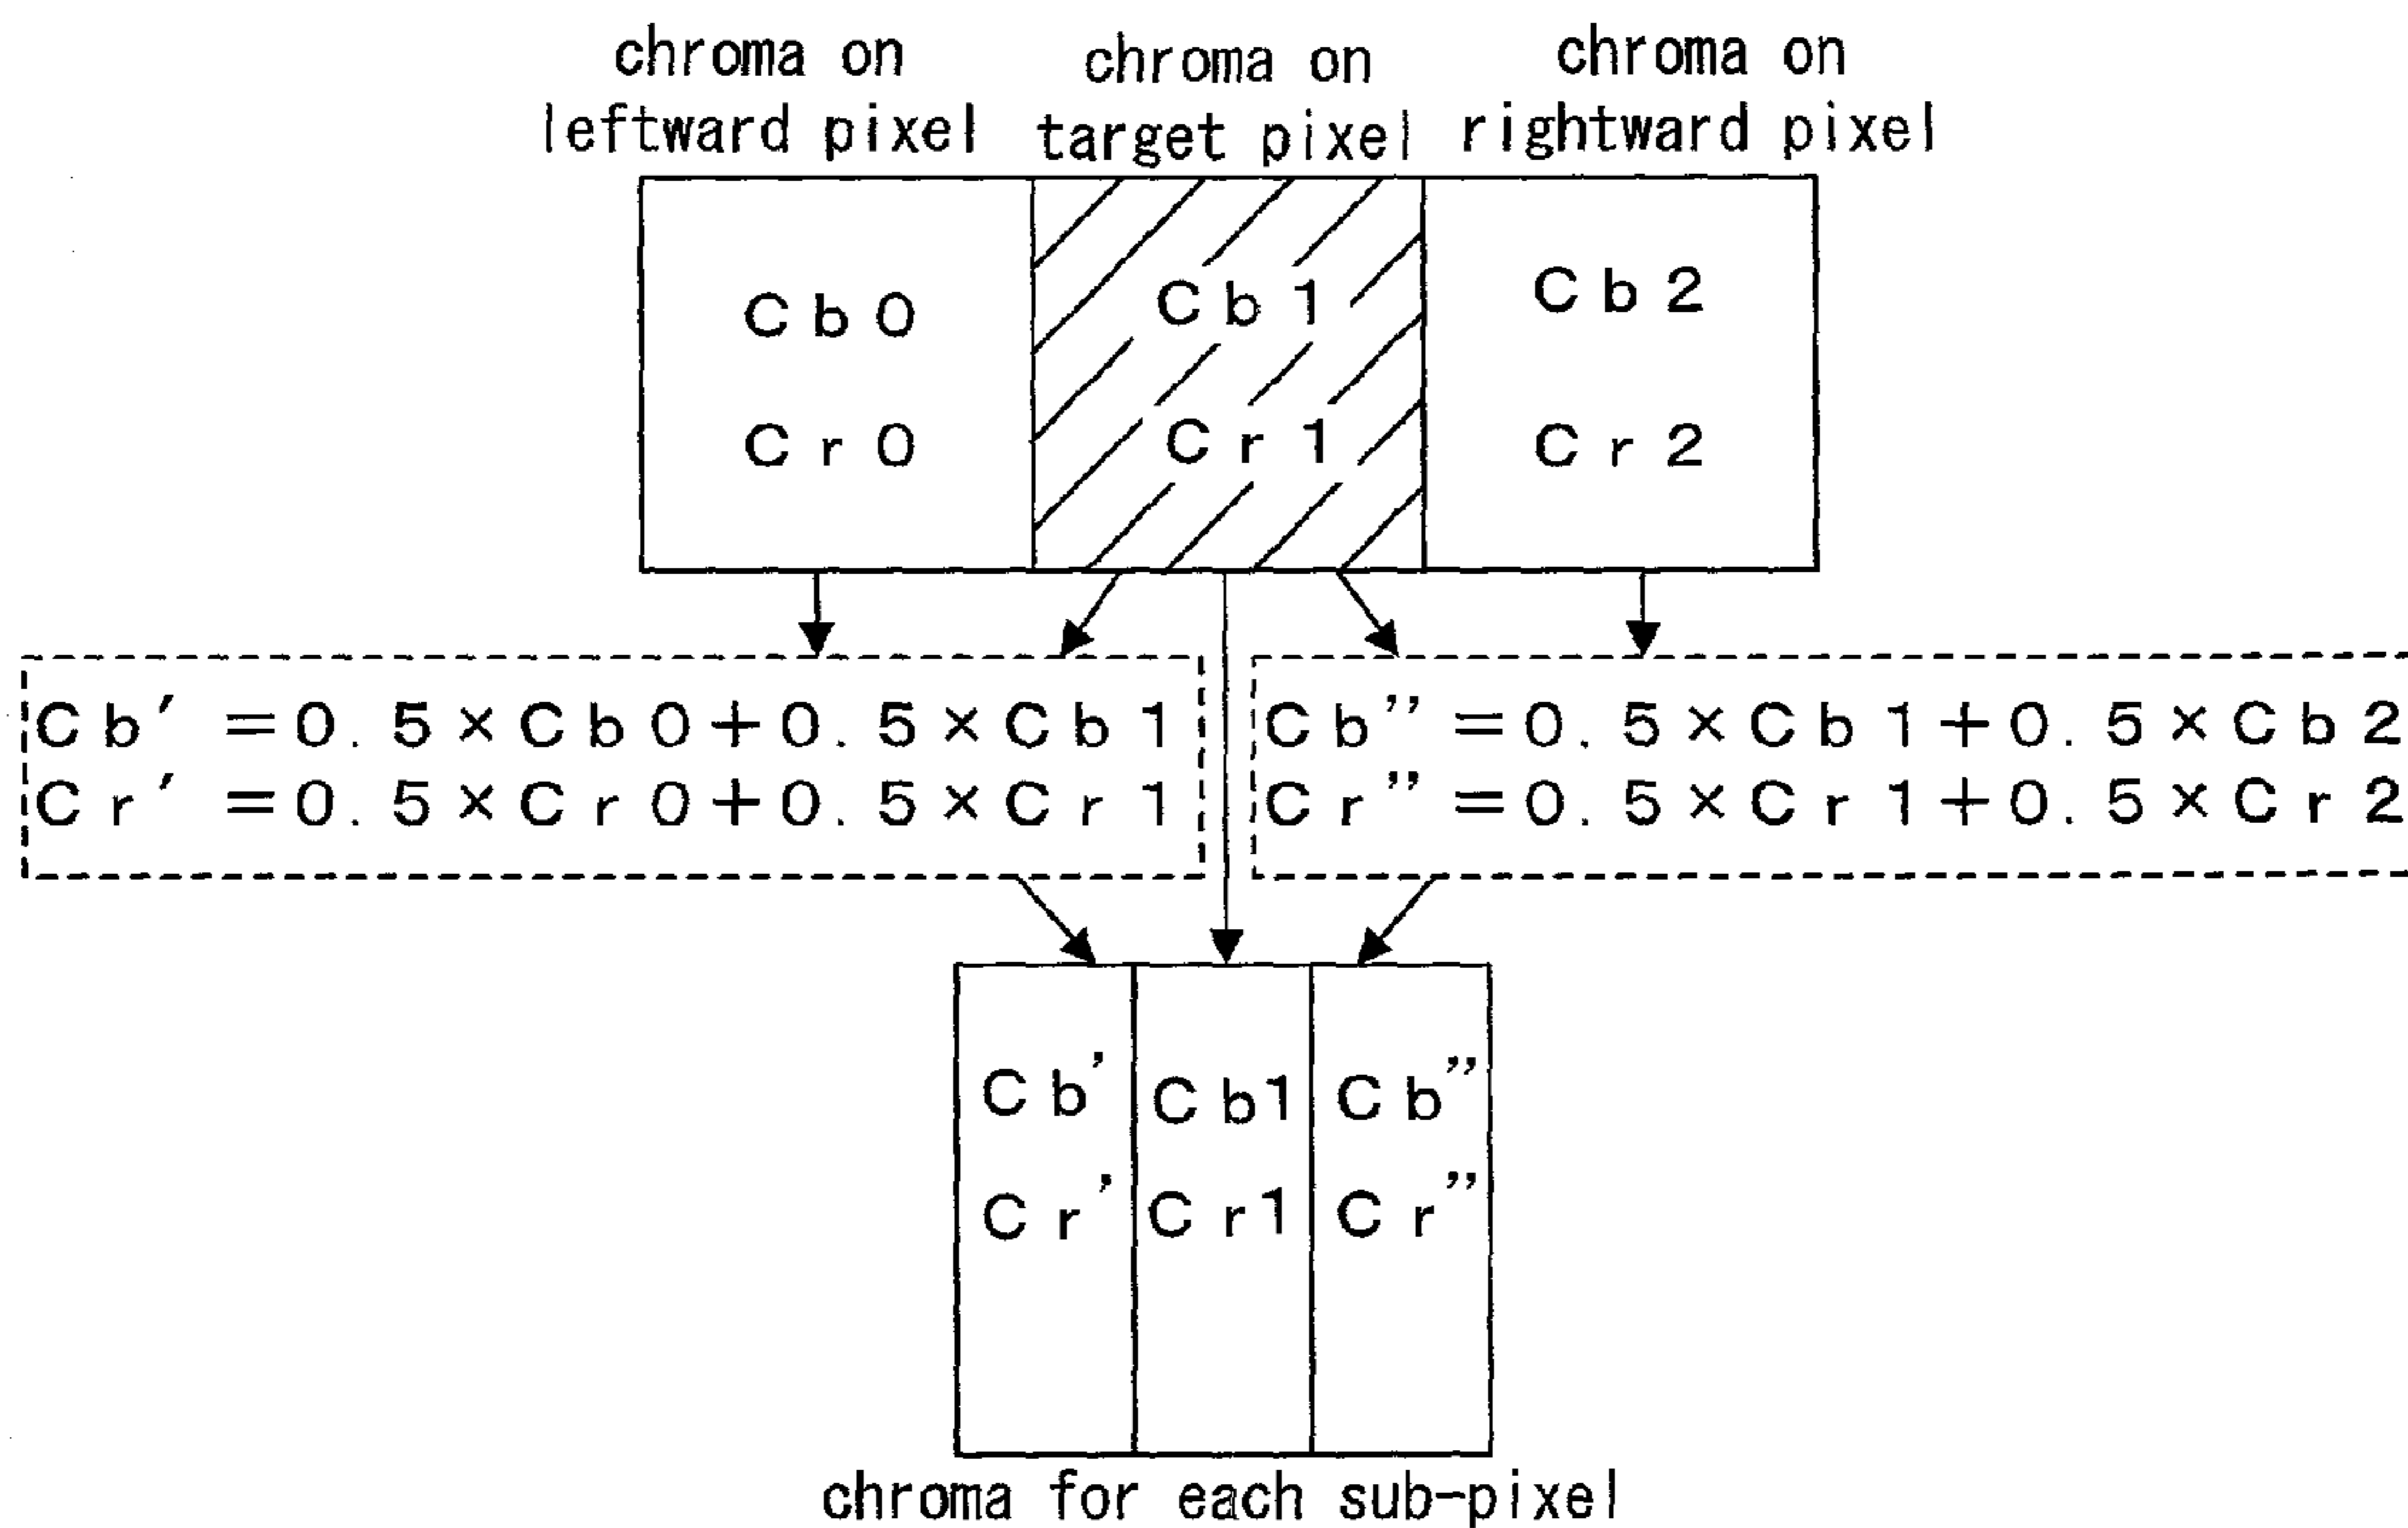 chroma on
leftward pixel
chroma on
target pixel
chroma on
rightward pixel
Cb0
Cr0
Cb1
Cr1
Cb2
Cr2
Cb′=0.5×Cb0+0.5×Cb1
Cr′=0.5×Cr0+0.5×Cr1
Cb”=0.5×Cb1+0.5×Cb2
Cr”=0.5×Cr1+0.5×Cr2
Cb’
Cr’
Cb1
Cr1
Cb”
Cr”
chroma for each sub-pixel